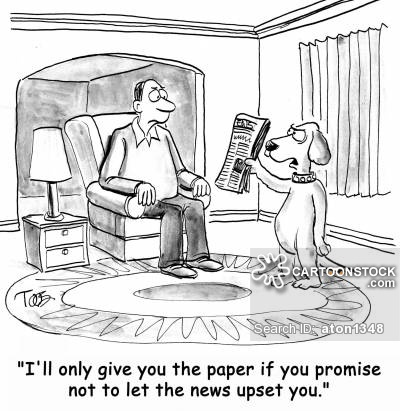 CARTOONSTOCK
.com
Search ID: aton1348
"I'll only give you the paper if you promise
not to let the news upset you."